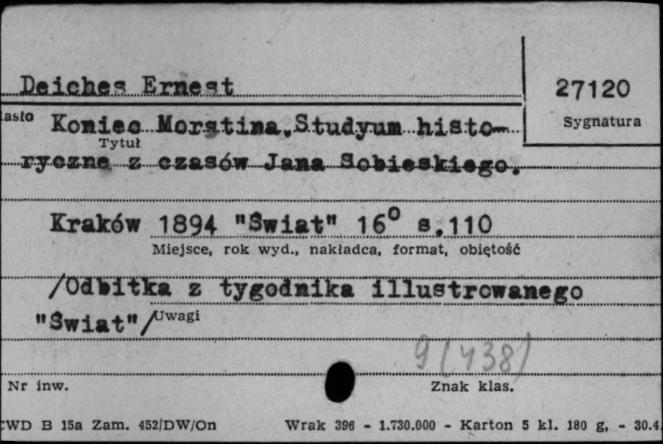 Deiches Ernest
27120
asło
Koniec Morstina.Studyum histo-
Sygnatura
Tytuł
ryczne z czasów Jana Sobieskiego.
Kraków 1894 "Świat" 16° s.110
Miejsce, rok wyd., nakładca, format, objętość
/Odbitka z tygodnika illustrowanego
"Świat"/
Uwagi
9(438)
Nr inw.
Znak klas.
CWD B 15a Zam. 452/DW/On Wrak 396 - 1.730.000 - Karton 5 kl. 180 g, - 30.4